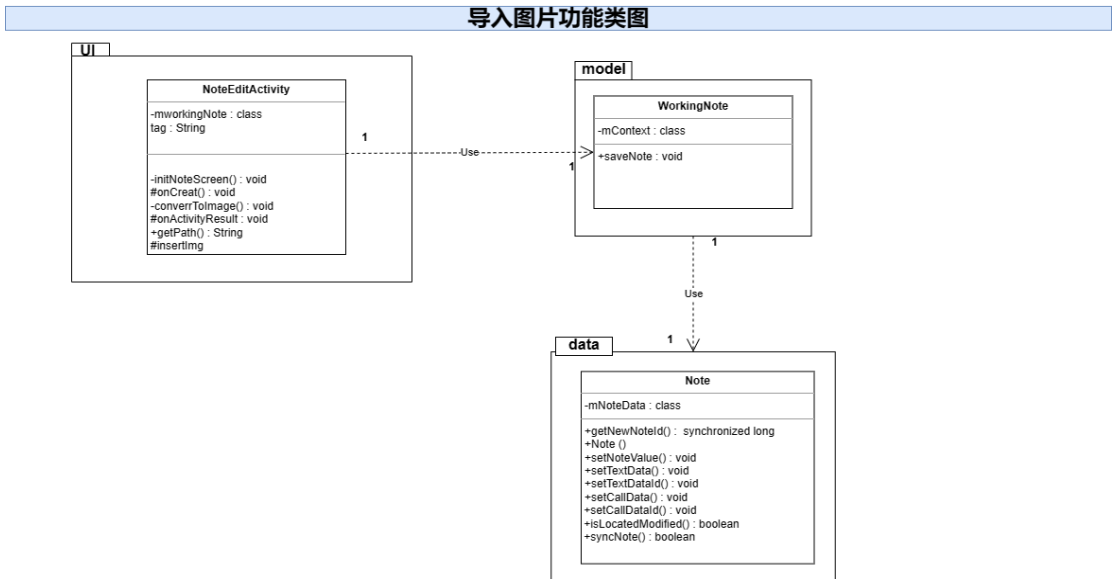 导入图片功能类图
UI
NoteEditActivity
-mworkingNote : class
tag : String
-initNoteScreen() : void
#onCreat() : void
-converrToImage() : void
#onActivityResult : void
+getPath() : String
#insertImg
1
Use
1
model
WorkingNote
-mContext : class
+saveNote : void
1
Use
1
data
Note
-mNoteData : class
+getNewNoteId() : synchronized long
+Note ()
+setNoteValue() : void
+setTextData() : void
+setTextDataId() : void
+setCallData() : void
+setCallDataId() : void
+isLocatedModified() : boolean
+syncNote() : boolean